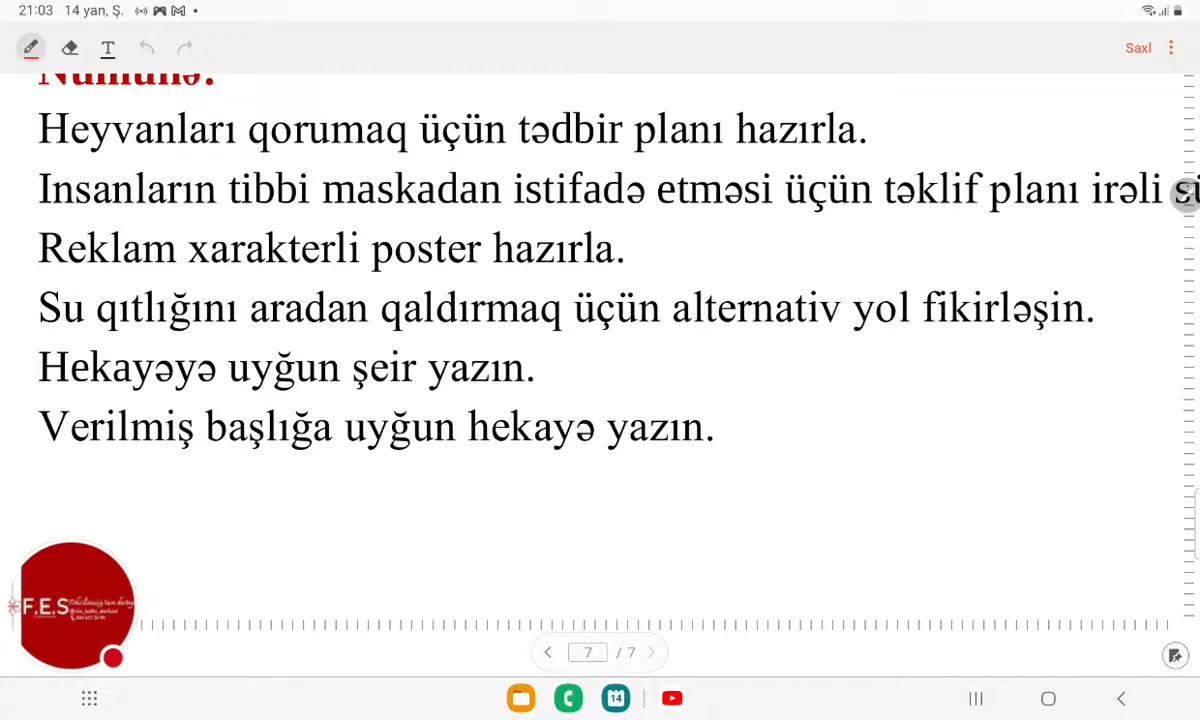 21:03 14 yan, Ş.
Saxl
Nümunə:
Heyvanları qorumaq üçün tədbir planı hazırla.
Insanların tibbi maskadan istifadə etməsi üçün təklif planı irəli
Reklam xarakterli poster hazırla.
Su qıtlığını aradan qaldırmaq üçün alternativ yol fikirləşin.
Hekayəyə uyğun şeir yazın.
Verilmiş başlığa uyğun hekayə yazın.
F.E.S
7 / 7
14